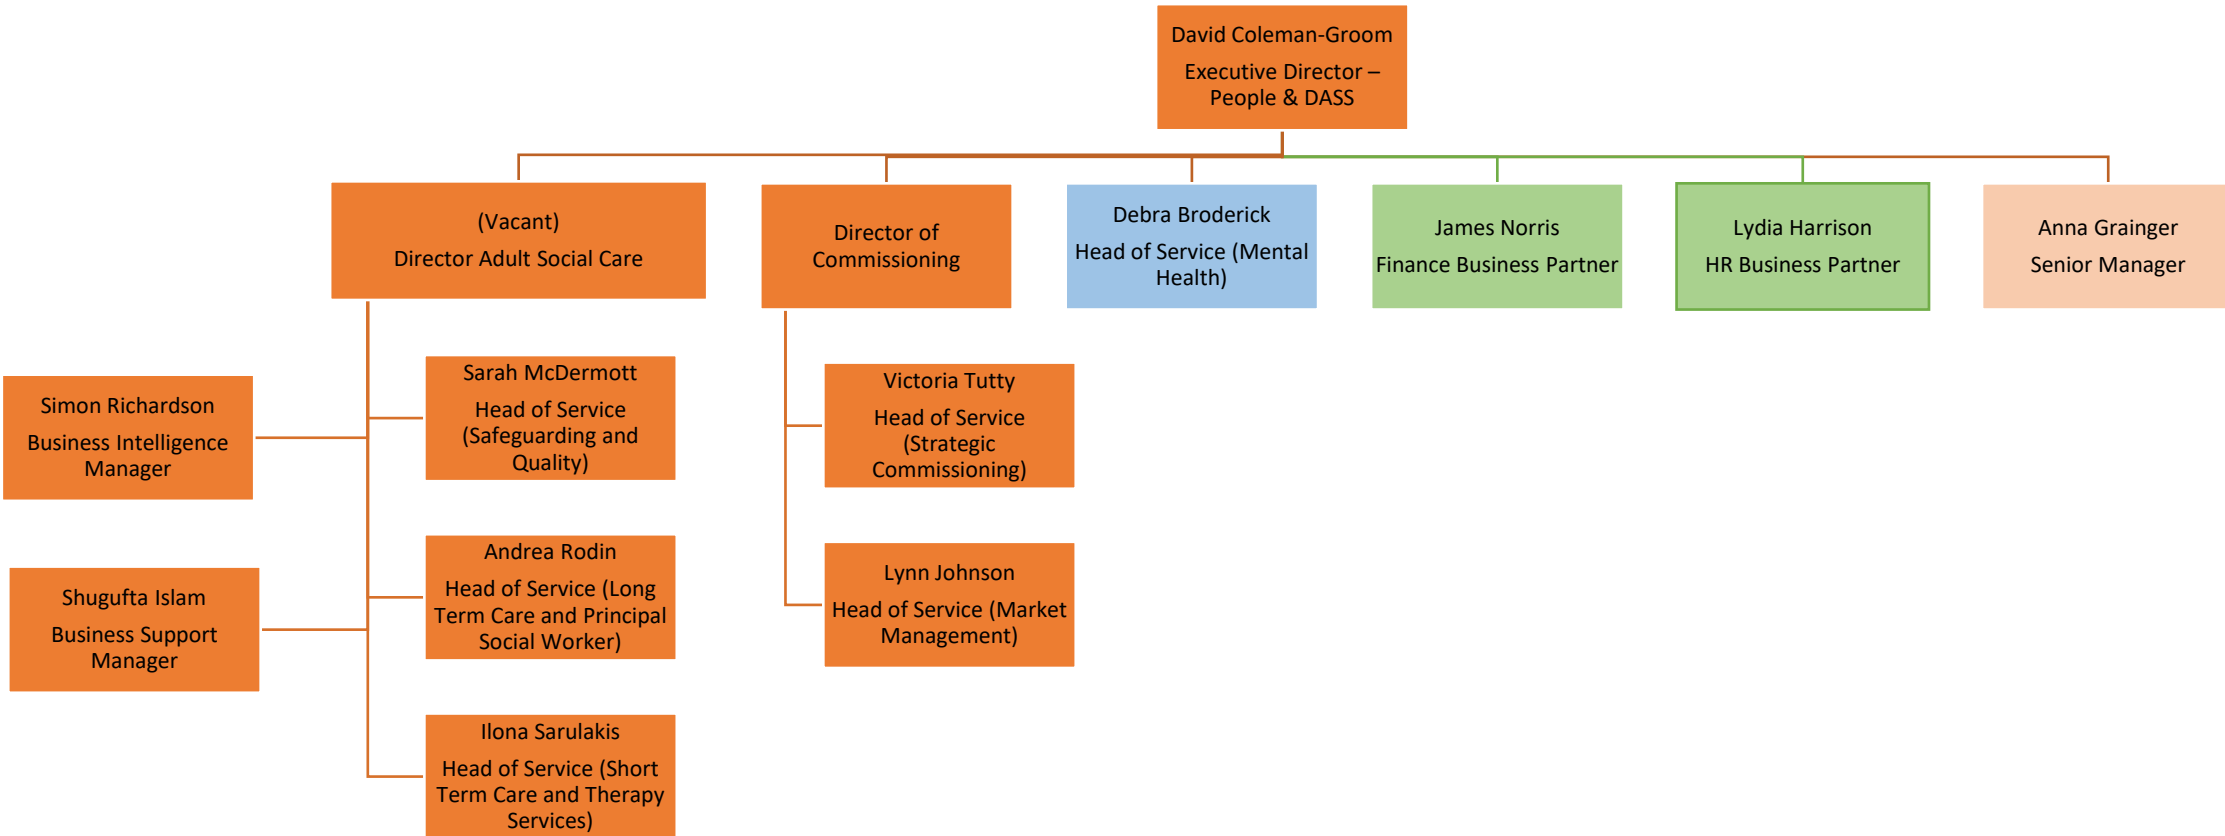 David Coleman-Groom
Executive Director –
People & DASS
(Vacant)
Director Adult Social Care
Director of
Commissioning
Debra Broderick
Head of Service (Mental
Health)
James Norris
Finance Business Partner
Lydia Harrison
HR Business Partner
Anna Grainger
Senior Manager
Simon Richardson
Business Intelligence
Manager
Shugufta Islam
Business Support
Manager
Sarah McDermott
Head of Service
(Safeguarding and
Quality)
Andrea Rodin
Head of Service (Long
Term Care and Principal
Social Worker)
Ilona Sarulakis
Head of Service (Short
Term Care and Therapy
Services)
Victoria Tutty
Head of Service
(Strategic
Commissioning)
Lynn Johnson
Head of Service (Market
Management)